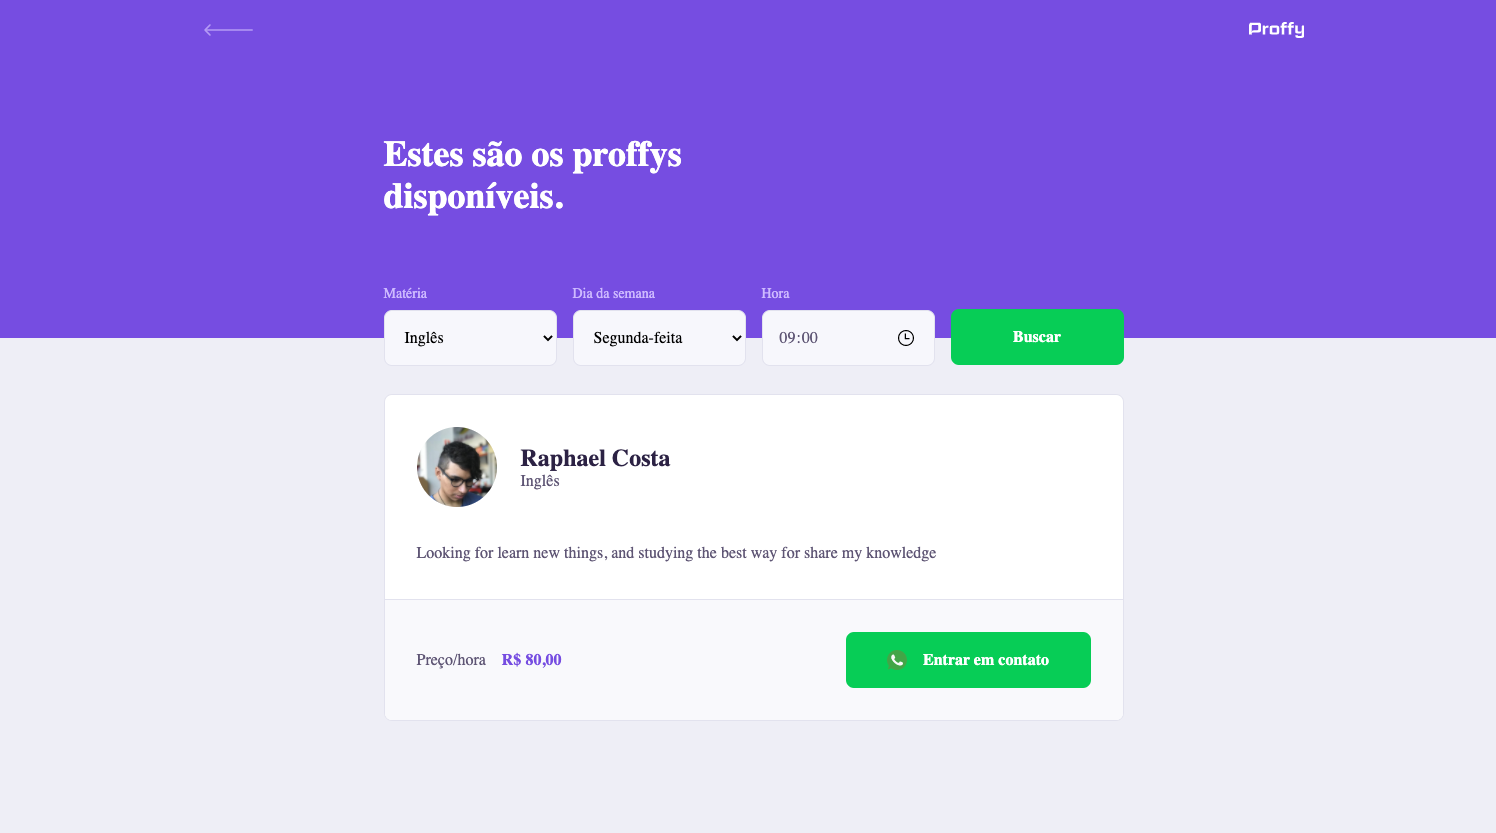 Proffy
Estes são os proffys
disponíveis.
Matéria
Dia da semana
Hora
Inglês
Segunda-feita
09:00
Buscar
Raphael Costa
Inglês
Looking for learn new things, and studying the best way for share my knowledge
Preço/hora R$ 80,00
Entrar em contato